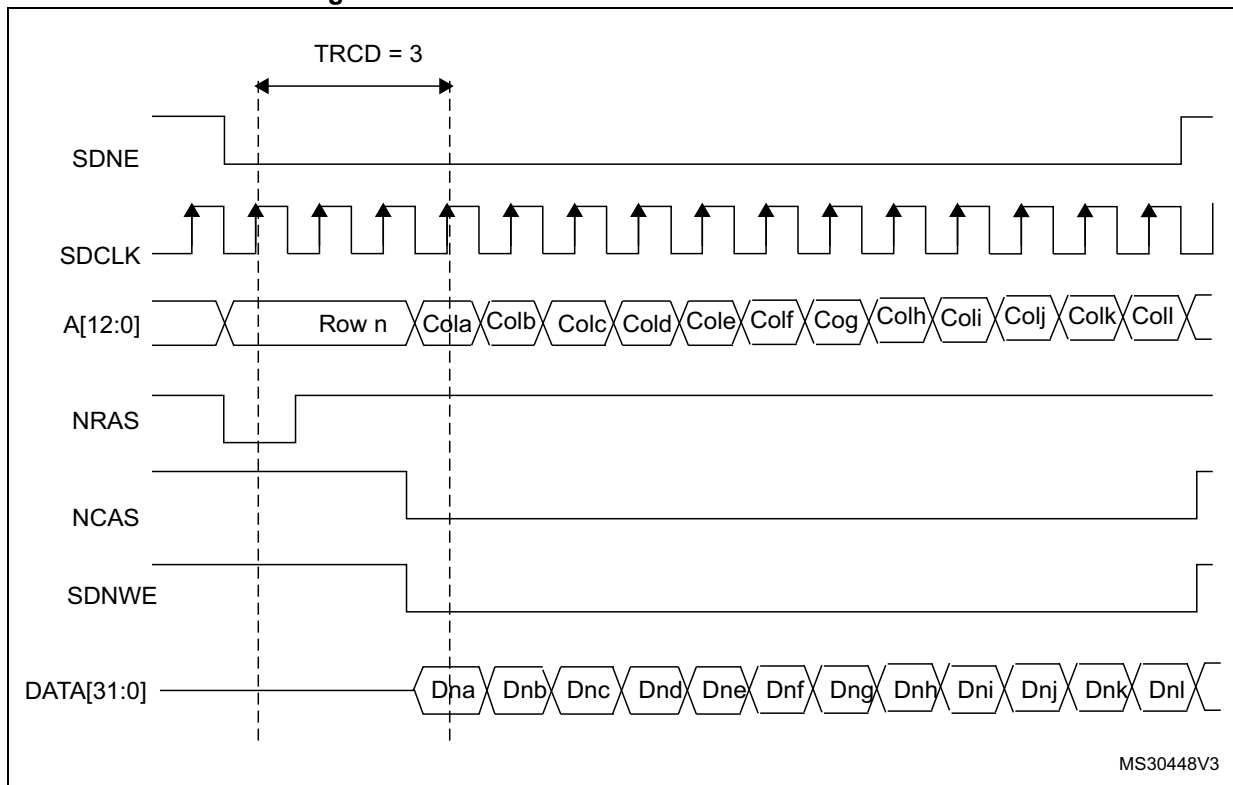 TRCD = 3
SDNE
SDCLK
A[12:0] Row n Cola Colb Colc Cold Cole Colf Cog Colh Coli Colj Colk Coll
NRAS
NCAS
SDNWE
DATA[31:0] Dna Dnb Dnc Dnd Dne Dnf Dng Dnh Dni Dnj Dnk Dnl
MS30448V3